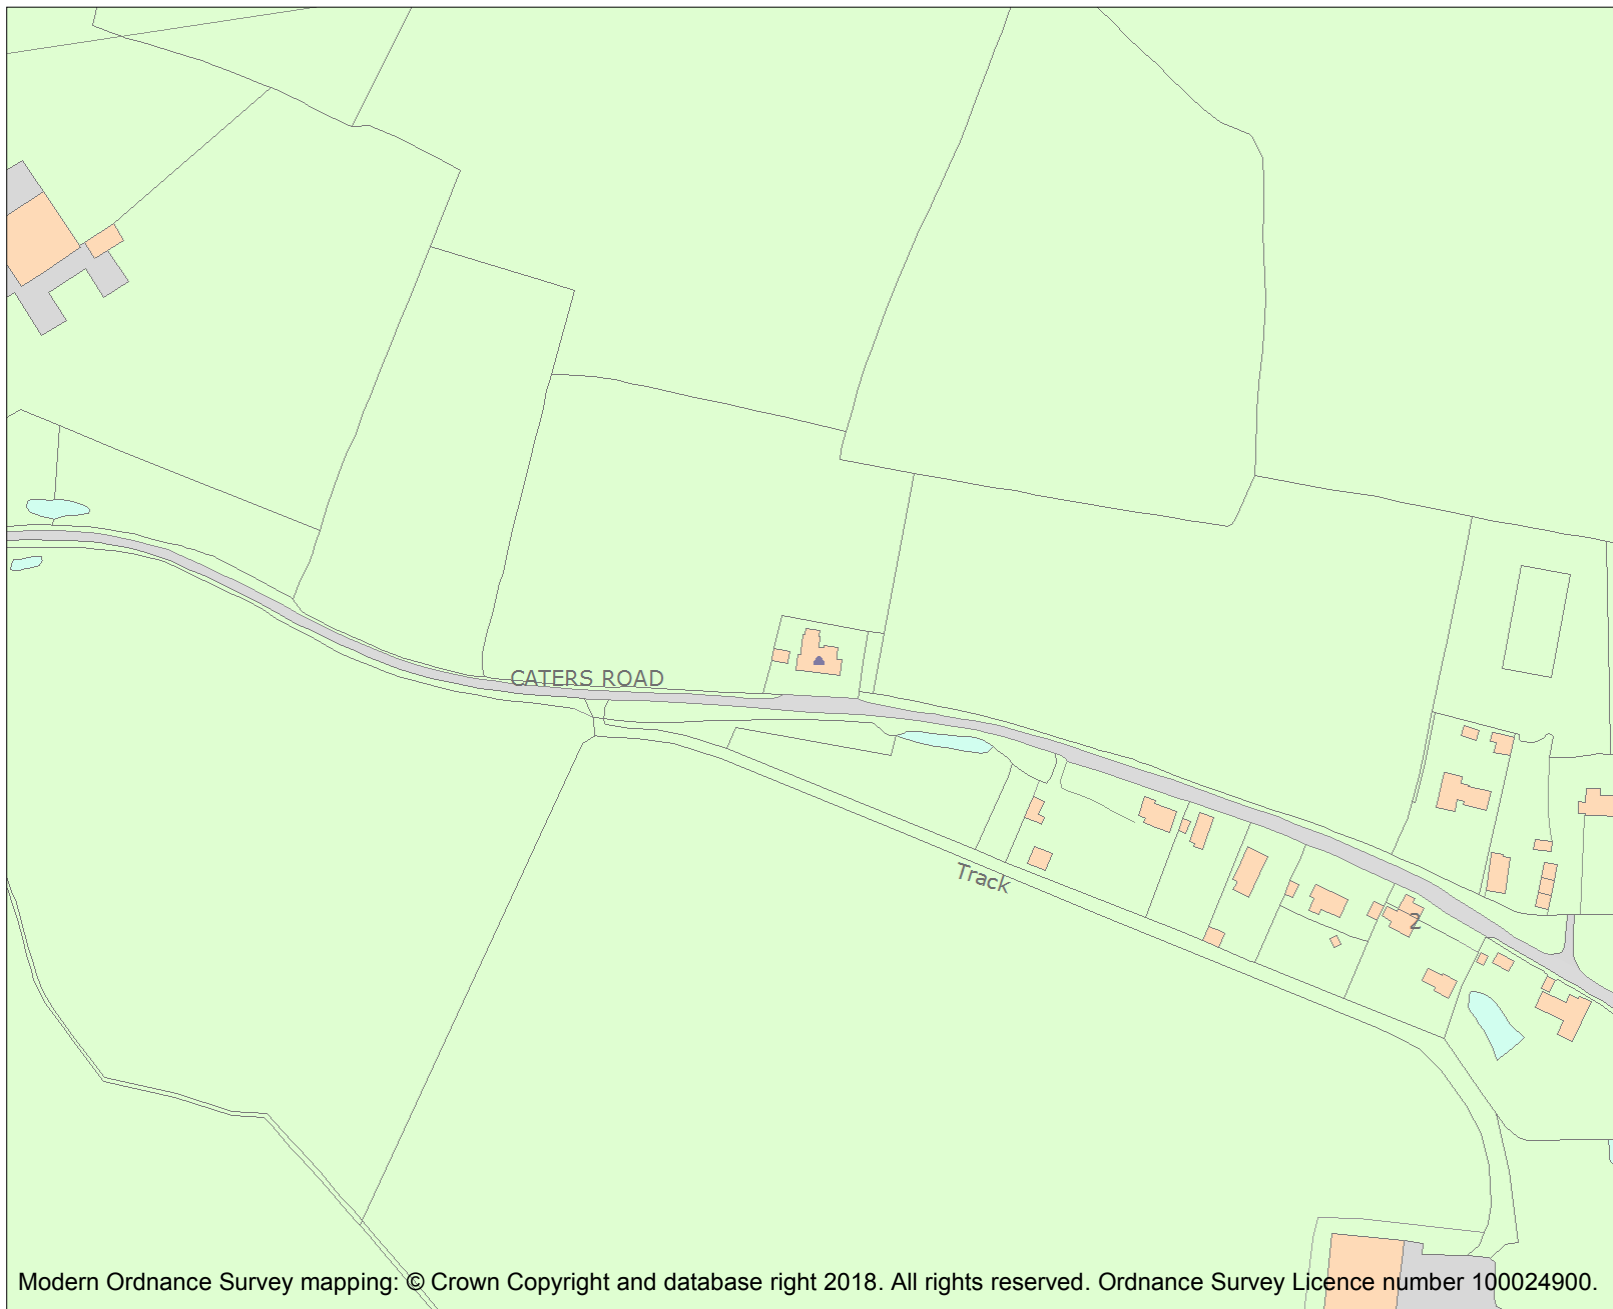 CATERS ROAD
Track
2
Modern Ordnance Survey mapping: © Crown Copyright and database right 2018. All rights reserved. Ordnance Survey Licence number 100024900.